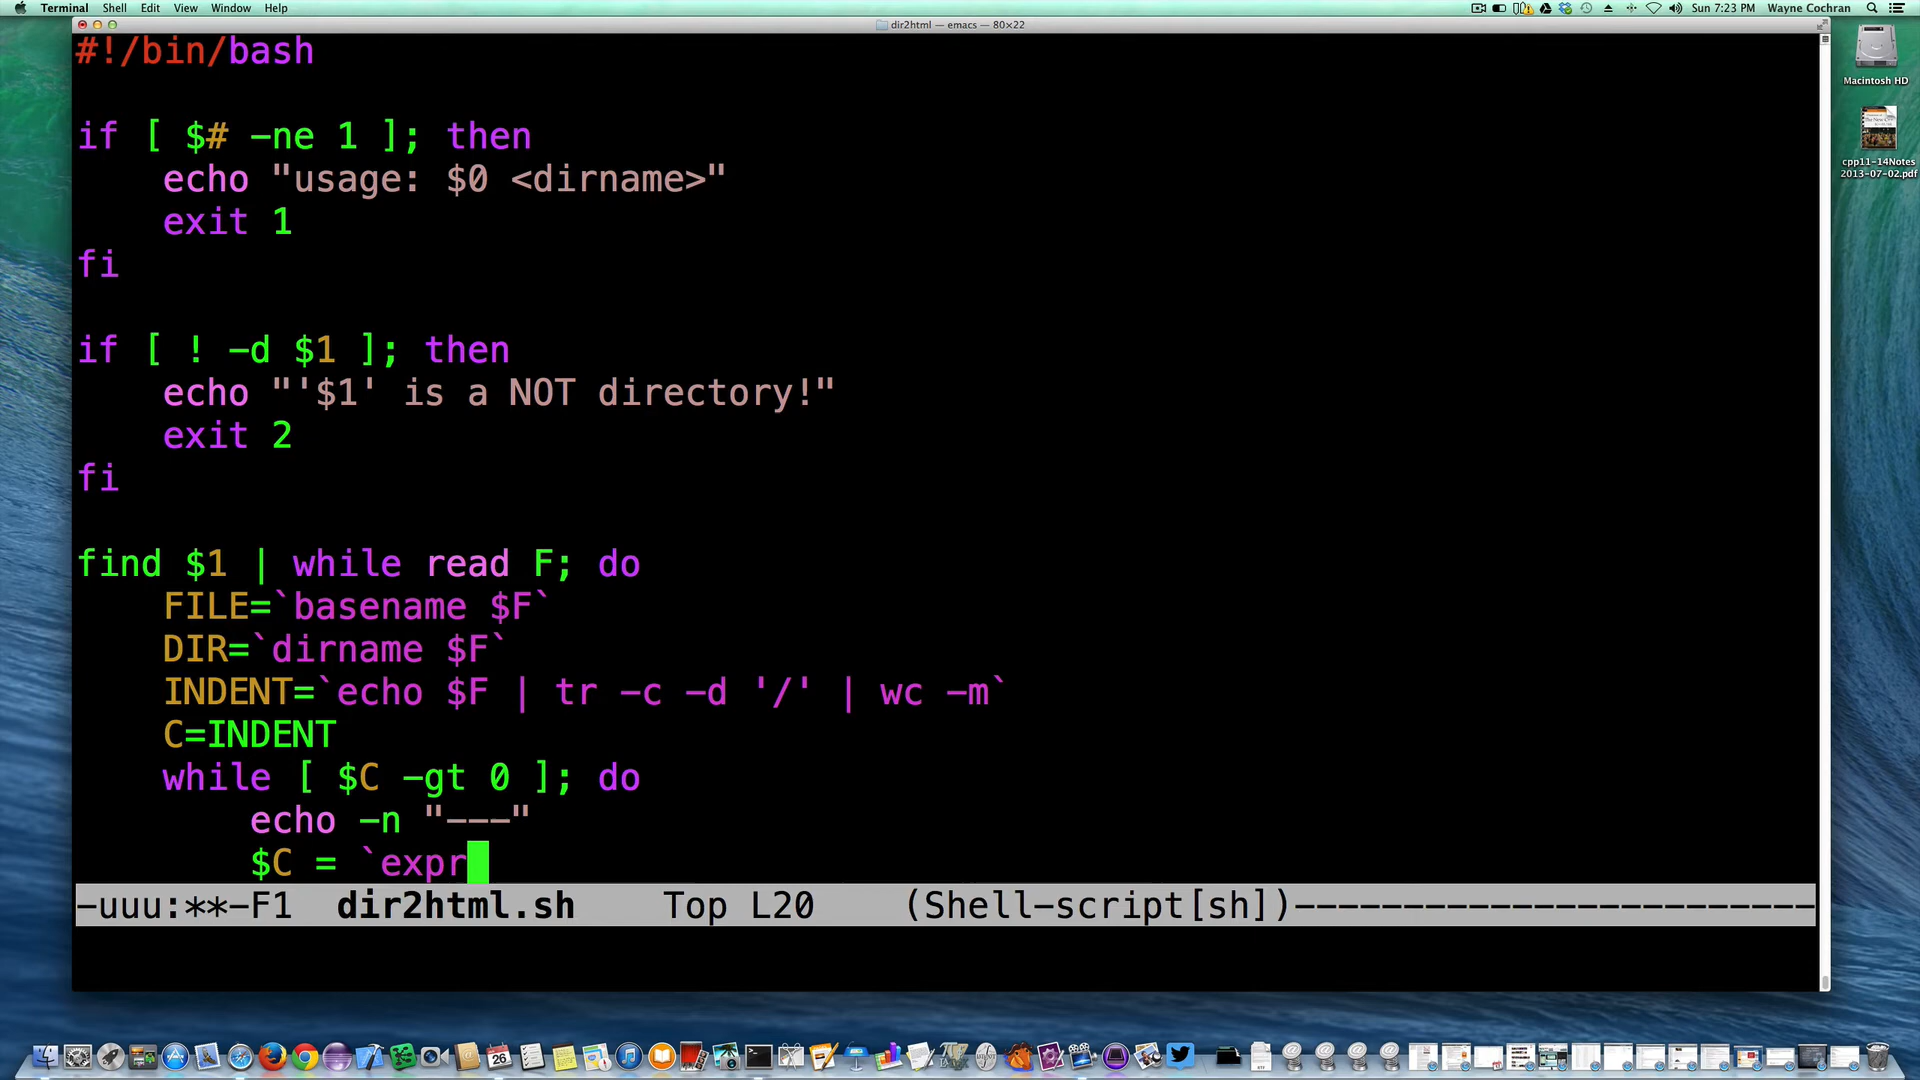 Terminal Shell Edit View Window Help
Sun 7:23 PM Wayne Cochran
dir2html — emacs — 80×22
#!/bin/bash
if [ $# -ne 1 ]; then
echo "usage: $0 <dirname>"
exit 1
fi
if [ ! -d $1 ]; then
echo "'$1' is a NOT directory!"
exit 2
fi
find $1 | while read F; do
FILE=`basename $F`
DIR=`dirname $F`
INDENT=`echo $F | tr -c -d '/' | wc -m`
C=INDENT
while [ $C -gt 0 ]; do
echo -n "---"
$C = `expr
-uuu:**-F1 dir2html.sh Top L20 (Shell-script[sh])------------------------
Macintosh HD
cpp11-14Notes
2013-07-02.pdf
26